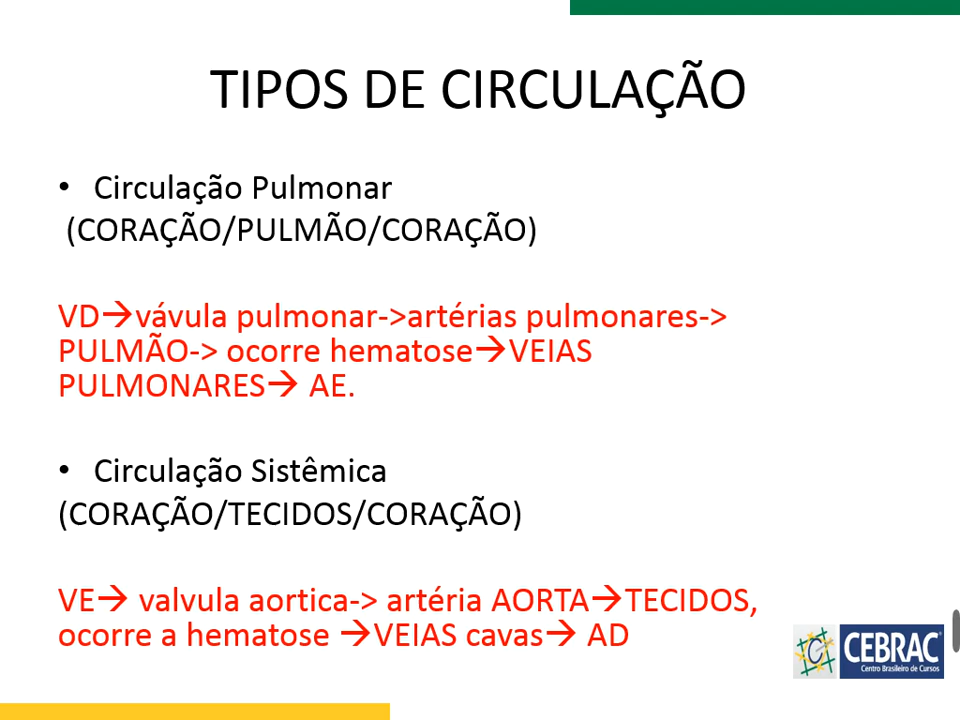 TIPOS DE CIRCULAÇÃO
• Circulação Pulmonar
(CORAÇÃO/PULMÃO/CORAÇÃO)
VD→vávula pulmonar->artérias pulmonares->
PULMÃO-> ocorre hematose→VEIAS
PULMONARES→ AE.
• Circulação Sistêmica
(CORAÇÃO/TECIDOS/CORAÇÃO)
VE→ valvula aortica-> artéria AORTA→TECIDOS,
ocorre a hematose →VEIAS cavas→ AD
CEBRAC
Centro Brasileiro de Cursos